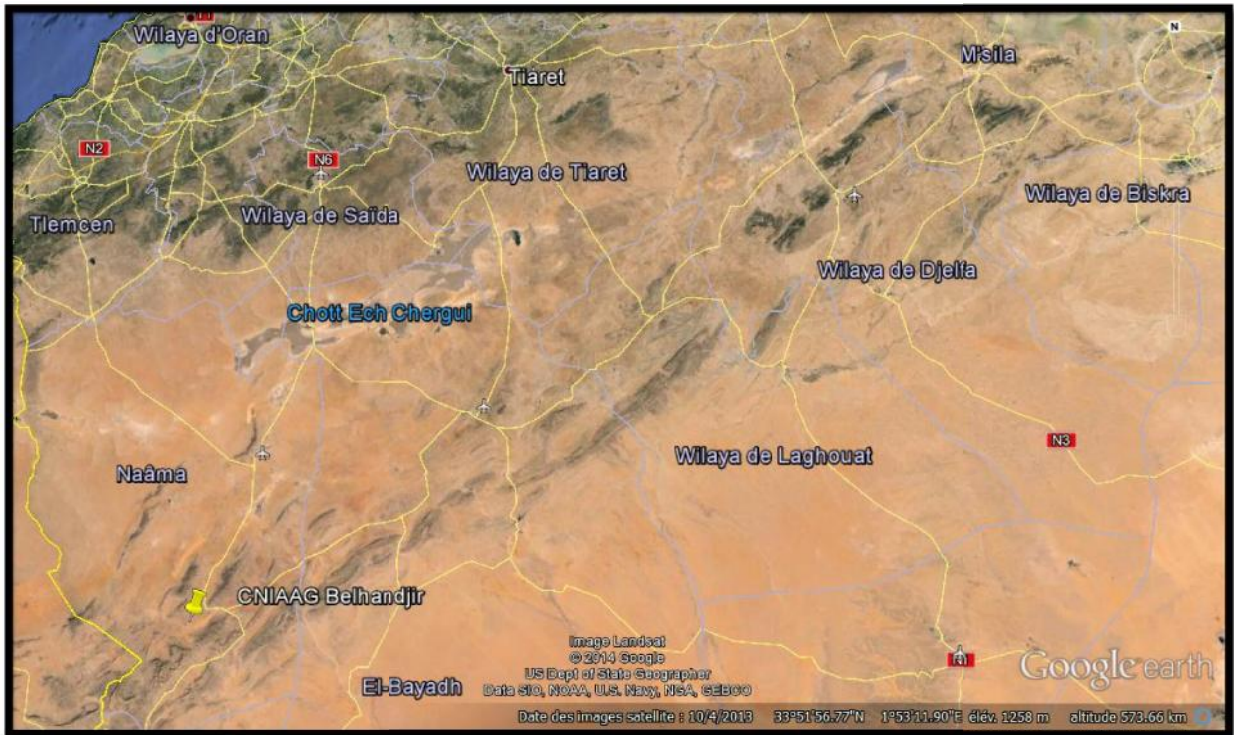 Wilaya d'Oran
N
M'sila
Tiaret
N2
N6
Wilaya de Tiaret
Wilaya de Biskra
Tlemcen
Wilaya de Saïda
Wilaya de Djelfa
Chott Ech Chergui
N3
Naâma
Wilaya de Laghouat
CNIAAG Belhandjir
Image Landsat
© 2014 Google
US Dept of State Geographer
Data SIO, NOAA, U.S. Navy, NGA, GEBCO
El-Bayadh
Google earth
Date des images satellite : 10/4/2013 33°51'56.77"N 1°53'11.90"E élév. 1258 m altitude 573.66 km